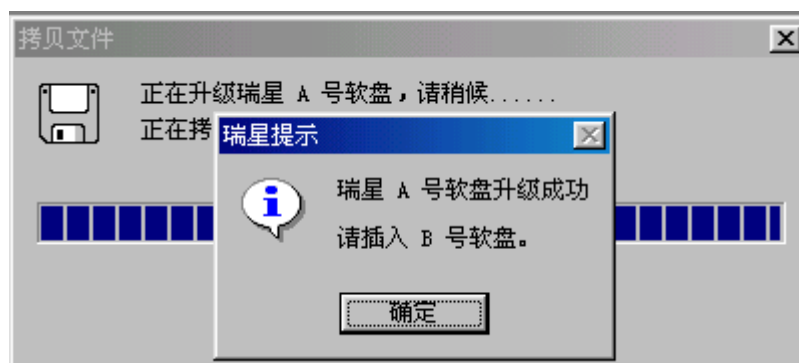 拷贝文件
正在升级瑞星 A 号软盘，请稍候......
正在拷
瑞星提示
瑞星 A 号软盘升级成功
请插入 B 号软盘。
确定